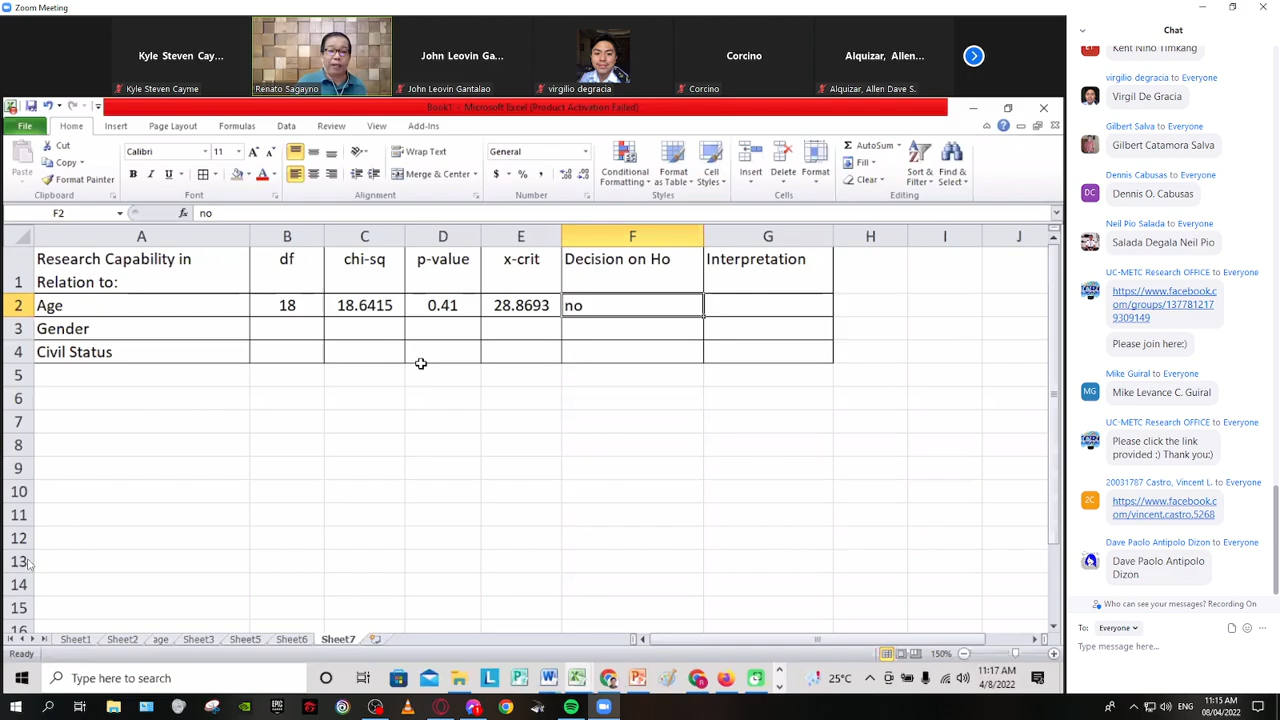 Zoom Meeting
Kyle Steven Cay...
John Leovin Ga...
Corcino
Alquizar, Allen...
Kyle Steven Cayme
Renato Sagayno
John Leovin Gantalao
virgilio degracia
Corcino
Alquizar, Allen Dave S.
Book1 - Microsoft Excel (Product Activation Failed)
File Home Insert Page Layout Formulas Data Review View Add-Ins
Paste
Cut
Copy
Format Painter
Clipboard
Calibri 11
B I U
Font
Wrap Text
Merge & Center
Alignment
General
$ % ,
Number
Conditional Formatting
Format as Table
Cell Styles
Styles
Insert Delete Format
Cells
AutoSum
Fill
Clear
Sort & Filter
Find & Select
Editing
F2 fx no
A B C D E F G H I J
1 Research Capability in Relation to: df chi-sq p-value x-crit Decision on Ho Interpretation
2 Age 18 18.6415 0.41 28.8693 no
3 Gender
4 Civil Status
5
6
7
8
9
10
11
12
13
14
15
16
Sheet1 Sheet2 age Sheet3 Sheet5 Sheet6 Sheet7
Ready 150%
Type here to search
25°C
11:17 AM
4/8/2022
Chat
Kent Nino Timkang
virgilio degracia to Everyone
Virgil De Gracia
Gilbert Salva to Everyone
Gilbert Catamora Salva
Dennis Cabusas to Everyone
DC
Dennis O. Cabusas
Neil Pio Salada to Everyone
Salada Degala Neil Pio
UC-METC Research OFFICE to Everyone
https://www.facebook.c
om/groups/137781217
9309149
Please join here:)
Mike Guiral to Everyone
MG
Mike Levance C. Guiral
UC-METC Research OFFICE to Everyone
Please click the link
provided :) Thank you:)
20031787 Castro, Vincent L. to Everyone
2C
https://www.facebook.c
om/vincent.castro.5268
Dave Paolo Antipolo Dizon to Everyone
Dave Paolo Antipolo
Dizon
Who can see your messages? Recording On
To: Everyone
Type message here...
11:15 AM
08/04/2022